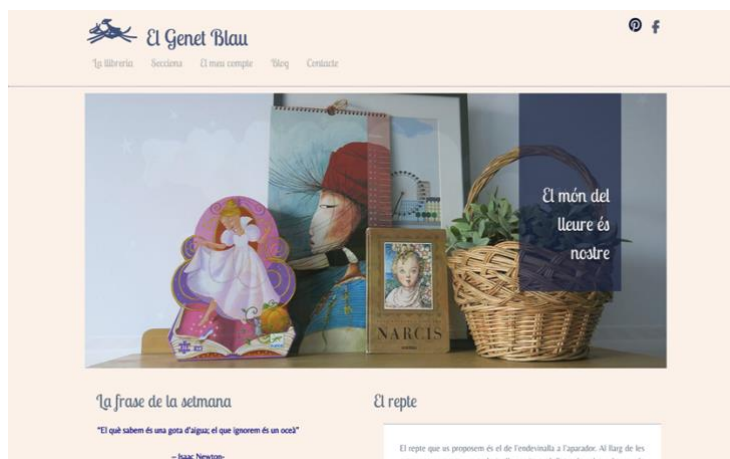 El Genet Blau
La llibreria Seccions El meu compte Blog Contacte
El món del
lleure és
nostre
NARCIS
La frase de la setmana
El repte
"El què sabem és una gota d'aigua; el que ignorem és un oceà"
– Isaac Newton-
El repte que us proposem és el de l'endevinalla a l'aparador. Al llarg de les